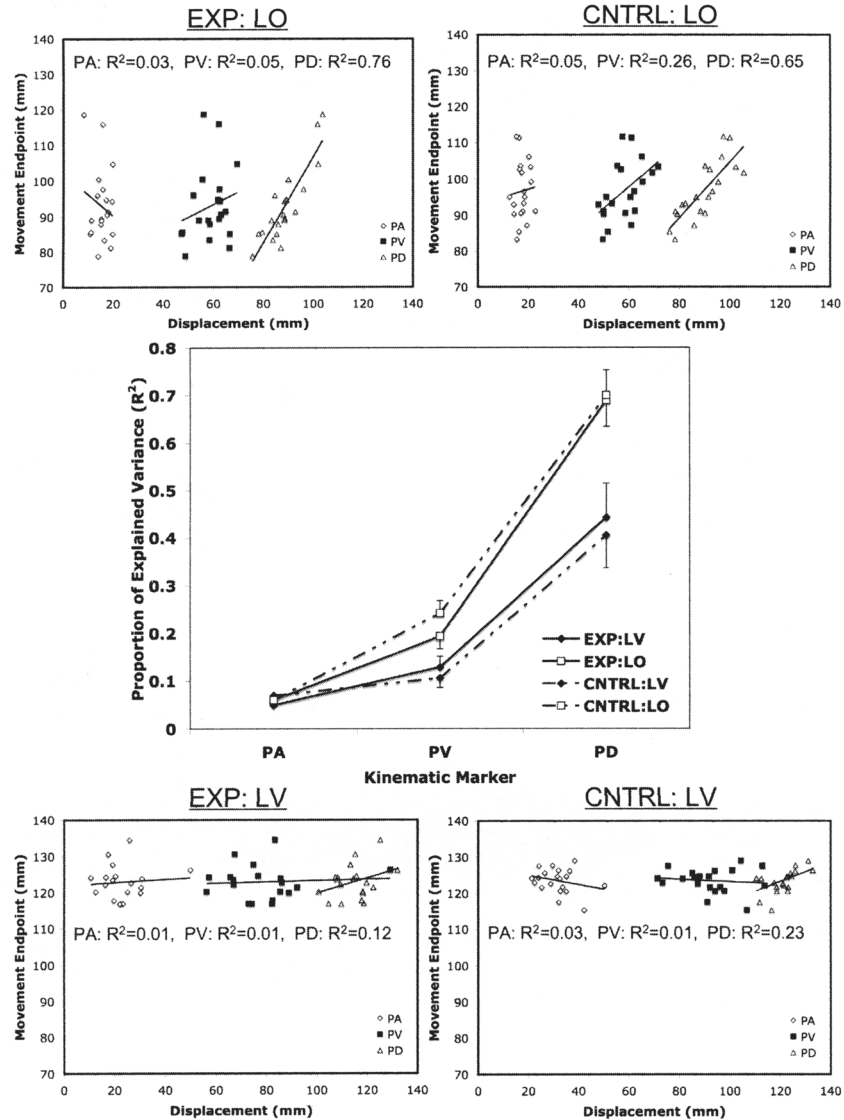 EXP: LO
CNTRL: LO
PA: R²=0.03, PV: R²=0.05, PD: R²=0.76
PA: R²=0.05, PV: R²=0.26, PD: R²=0.65
Movement Endpoint (mm)
140
130
120
110
100
90
80
70
0 20 40 60 80 100 120 140
Displacement (mm)
PA
PV
PD
Movement Endpoint (mm)
140
130
120
110
100
90
80
70
0 20 40 60 80 100 120 140
Displacement (mm)
PA
PV
PD
Proportion of Explained Variance (R²)
0.8
0.7
0.6
0.5
0.4
0.3
0.2
0.1
0
EXP:LV
EXP:LO
CNTRL:LV
CNTRL:LO
PA PV PD
Kinematic Marker
EXP: LV
CNTRL: LV
Movement Endpoint (mm)
140
130
120
110
100
90
80
70
PA: R²=0.01, PV: R²=0.01, PD: R²=0.12
PA
PV
PD
0 20 40 60 80 100 120 140
Displacement (mm)
Movement Endpoint (mm)
140
130
120
110
100
90
80
70
PA: R²=0.03, PV: R²=0.01, PD: R²=0.23
PA
PV
PD
0 20 40 60 80 100 120 140
Displacement (mm)